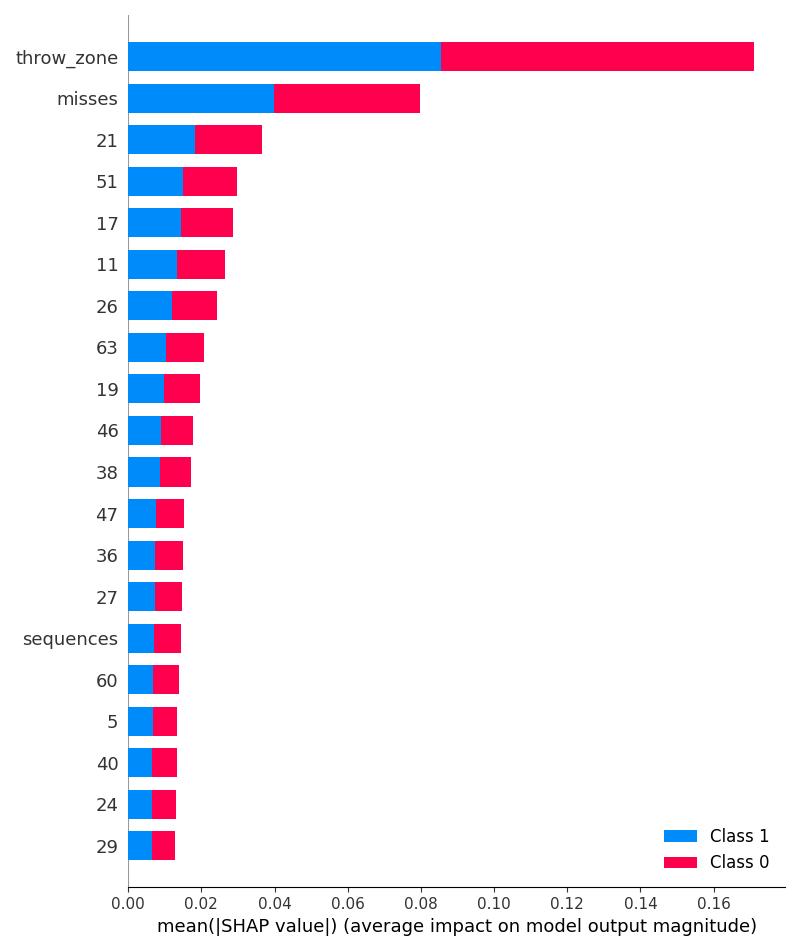 throw_zone
misses
21
51
17
11
26
63
19
46
38
47
36
27
sequences
60
5
40
24
29
Class 1
Class 0
0.00 0.02 0.04 0.06 0.08 0.10 0.12 0.14 0.16
mean(|SHAP value|) (average impact on model output magnitude)